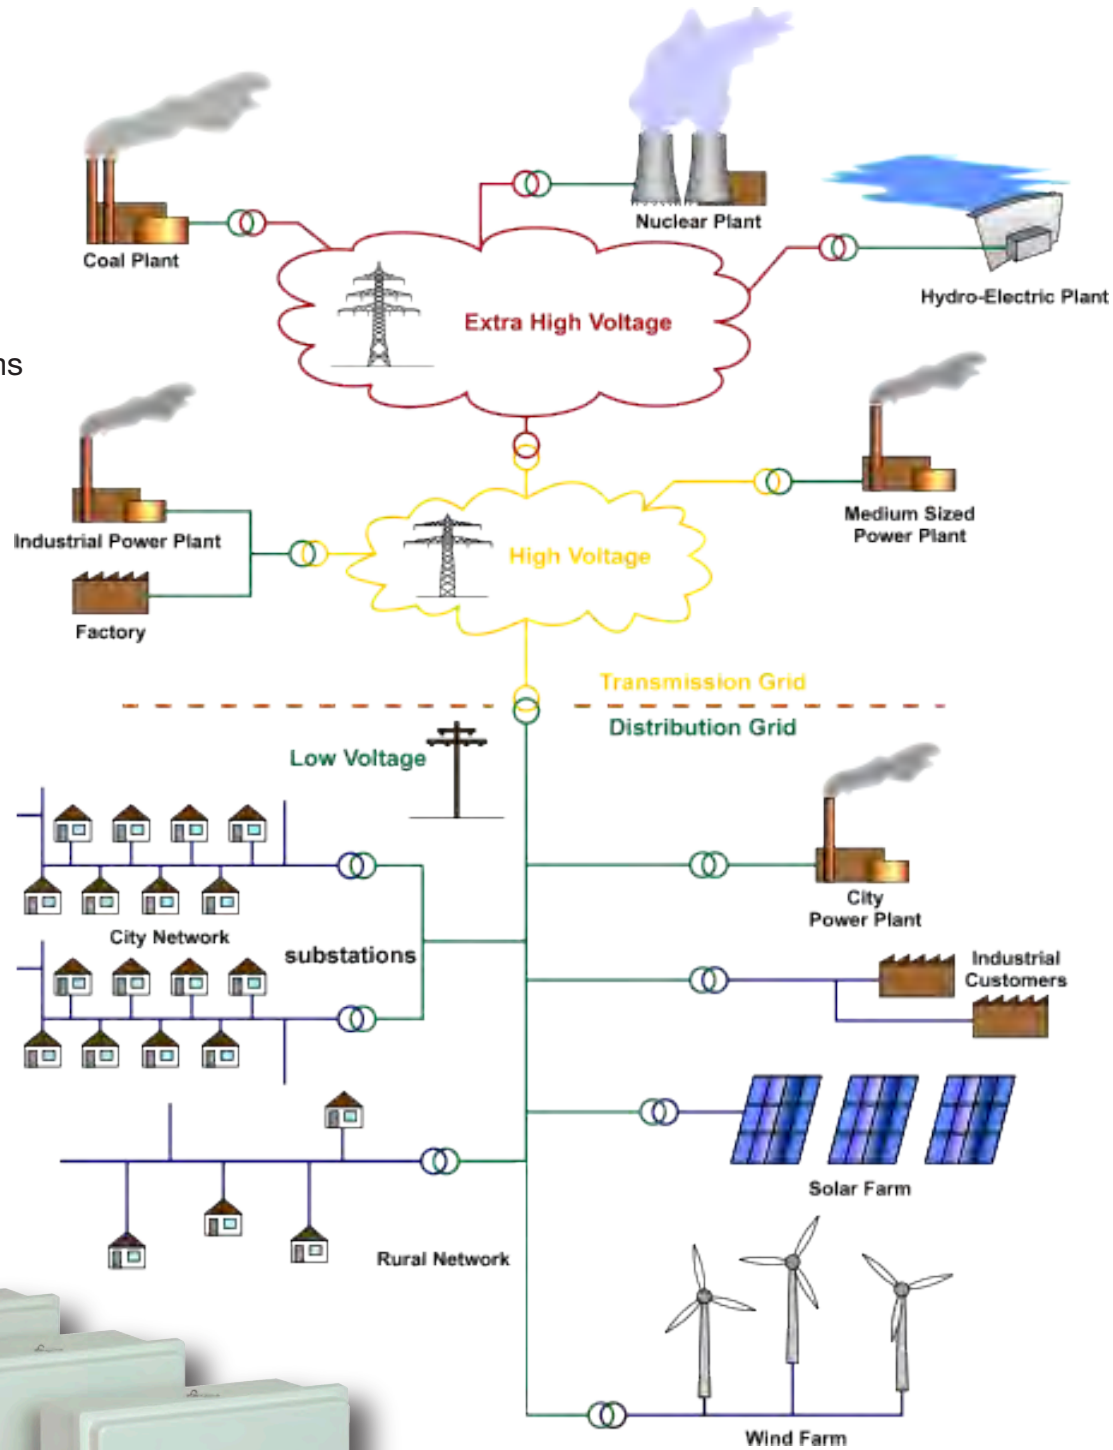 Nuclear Plant
Coal Plant
Hydro-Electric Plant
Extra High Voltage
ns
Medium Sized
Power Plant
Industrial Power Plant
High Voltage
Factory
Transmission Grid
Distribution Grid
Low Voltage
City
Power Plant
City Network
substations
Industrial
Customers
Solar Farm
Rural Network
Wind Farm